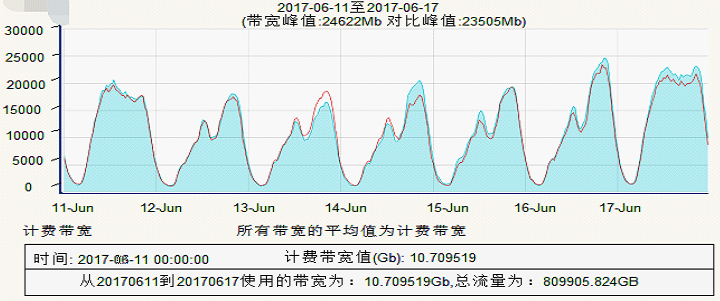 2017-06-11至2017-06-17
(带宽峰值:24622Mb 对比峰值:23505Mb)
30000
25000
20000
15000
10000
5000
0
11-Jun 12-Jun 13-Jun 14-Jun 15-Jun 16-Jun 17-Jun
计费带宽 所有带宽的平均值为计费带宽
时间: 2017-06-11 00:00:00 计费带宽值(Gb): 10.709519
从20170611到20170617使用的带宽为：10.709519Gb,总流量为：809905.824GB